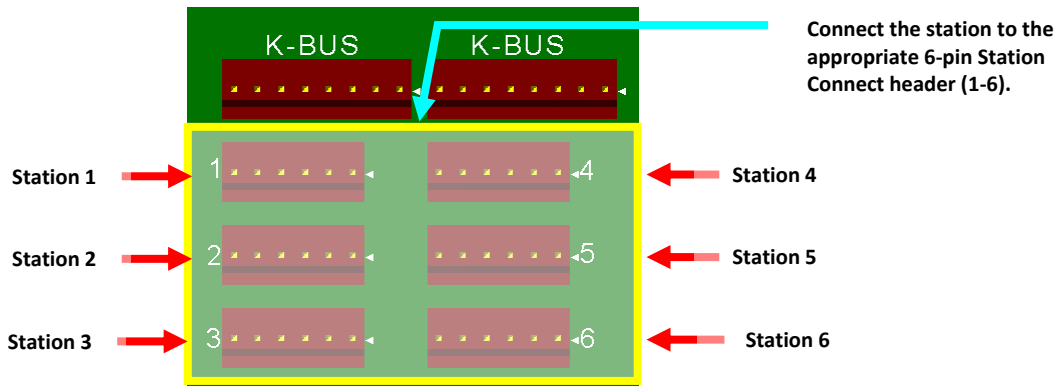 K-BUS K-BUS
Connect the station to the
appropriate 6-pin Station
Connect header (1-6).
Station 1
1
4
Station 4
Station 2
2
5
Station 5
Station 3
3
6
Station 6